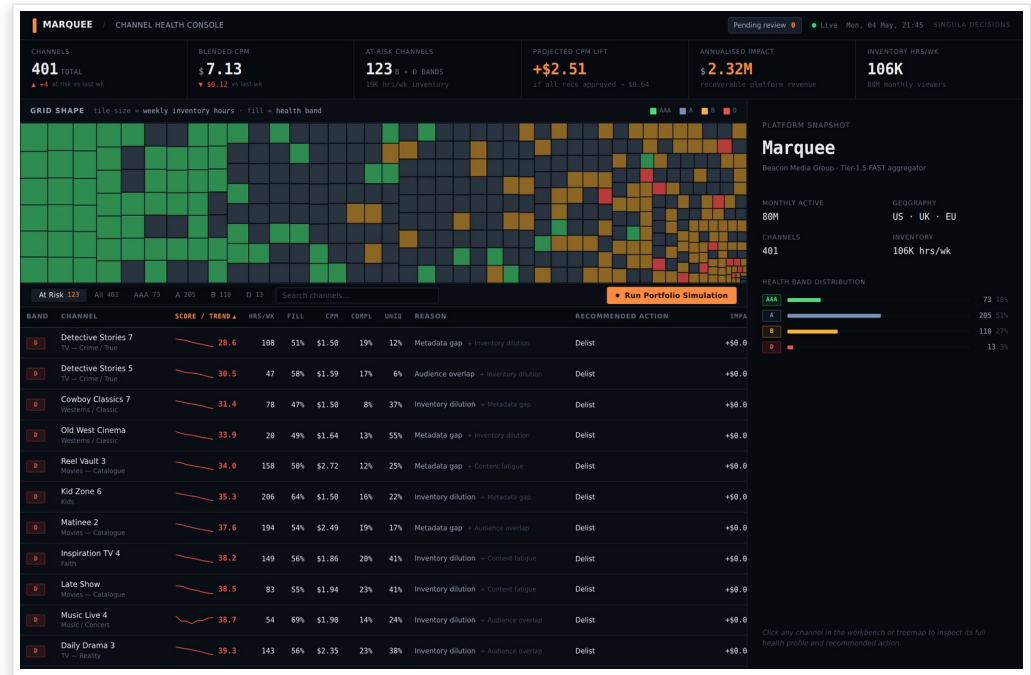 MARQUEE / CHANNEL HEALTH CONSOLE
Pending review 0 Live Mon, 04 May, 21:45 SINGULA DECISIONS
CHANNELS BLENDED CPM AT-RISK CHANNELS PROJECTED CPM LIFT ANNUALISED IMPACT INVENTORY HRS/WK
401 TOTAL $ 7.13 123 B + D BANDS +$2.51 $ 2.32M 106K
▲ +4 at risk vs last wk ▼ $0.12 vs last wk 19K hrs/wk inventory if all recs approved → $9.64 recoverable platform revenue 80M monthly viewers
GRID SHAPE tile size = weekly inventory hours · fill = health band AAA A B D
PLATFORM SNAPSHOT
Marquee
Beacon Media Group · Tier-1.5 FAST aggregator
MONTHLY ACTIVE GEOGRAPHY
80M US · UK · EU
CHANNELS INVENTORY
401 106K hrs/wk
HEALTH BAND DISTRIBUTION
AAA 73 18%
A 205 51%
B 110 27%
D 13 3%
At Risk 123 All 401 AAA 73 A 205 B 110 D 13 Search channels... Run Portfolio Simulation
BAND CHANNEL SCORE / TREND▲ HRS/WK FILL CPM COMPL UNIQ REASON RECOMMENDED ACTION IMPA
D Detective Stories 7 28.6 108 51% $1.50 19% 12% Metadata gap + Inventory dilution Delist +$0.0
TV — Crime / True
D Detective Stories 5 30.5 47 58% $1.59 17% 6% Audience overlap + Inventory dilution Delist +$0.0
TV — Crime / True
D Cowboy Classics 7 31.4 78 47% $1.50 8% 37% Inventory dilution + Metadata gap Delist +$0.0
Westerns / Classic
D Old West Cinema 33.9 20 49% $1.64 13% 55% Metadata gap + Inventory dilution Delist +$0.0
Westerns / Classic
D Reel Vault 3 34.0 158 50% $2.72 12% 25% Metadata gap + Content fatigue Delist +$0.0
Movies — Catalogue
D Kid Zone 6 35.3 206 64% $1.50 16% 22% Inventory dilution + Metadata gap Delist +$0.0
Kids
D Matinee 2 37.6 194 54% $2.49 19% 17% Metadata gap + Audience overlap Delist +$0.0
Movies — Catalogue
D Inspiration TV 4 38.2 149 56% $1.86 20% 41% Inventory dilution + Content fatigue Delist +$0.0
Faith
D Late Show 38.5 83 55% $1.94 23% 41% Inventory dilution + Content fatigue Delist +$0.0
Movies — Catalogue
D Music Live 4 38.7 54 69% $1.90 14% 24% Inventory dilution + Audience overlap Delist +$0.0
Music / Concert
D Daily Drama 3 39.3 143 56% $2.35 23% 38% Inventory dilution + Audience overlap Delist +$0.0
TV — Reality
Click any channel in the workbench or treemap to inspect its full
health profile and recommended action.